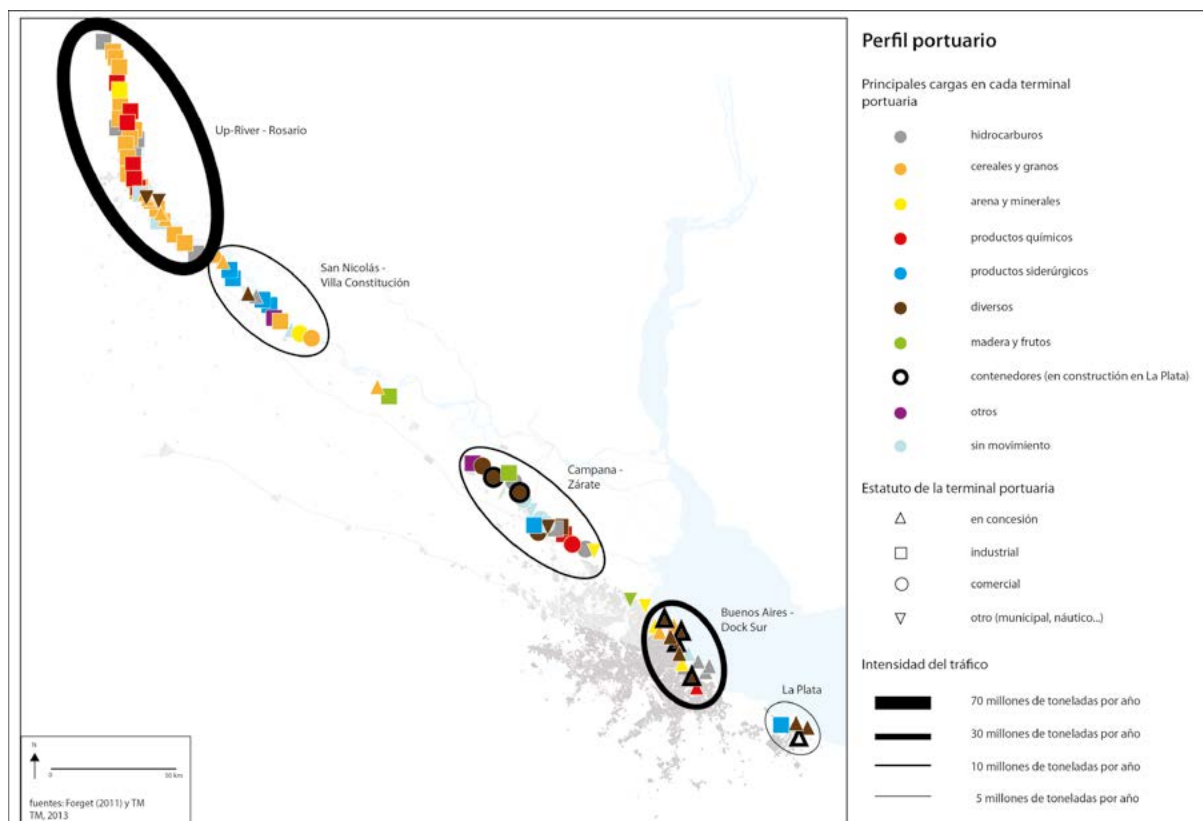 Up-River - Rosario
San Nicolás -
Villa Constitución
Campana -
Zárate
Buenos Aires -
Dock Sur
La Plata
N
0 50 km
fuentes: Forget (2011) y TM
TM, 2013
Perfil portuario
Principales cargas en cada terminal
portuaria
hidrocarburos
cereales y granos
arena y minerales
productos químicos
productos siderúrgicos
diversos
madera y frutos
contenedores (en constructión en La Plata)
otros
sin movimiento
Estatuto de la terminal portuaria
en concesión
industrial
comercial
otro (municipal, náutico...)
Intensidad del tráfico
70 millones de toneladas por año
30 millones de toneladas por año
10 millones de toneladas por año
5 millones de toneladas por año